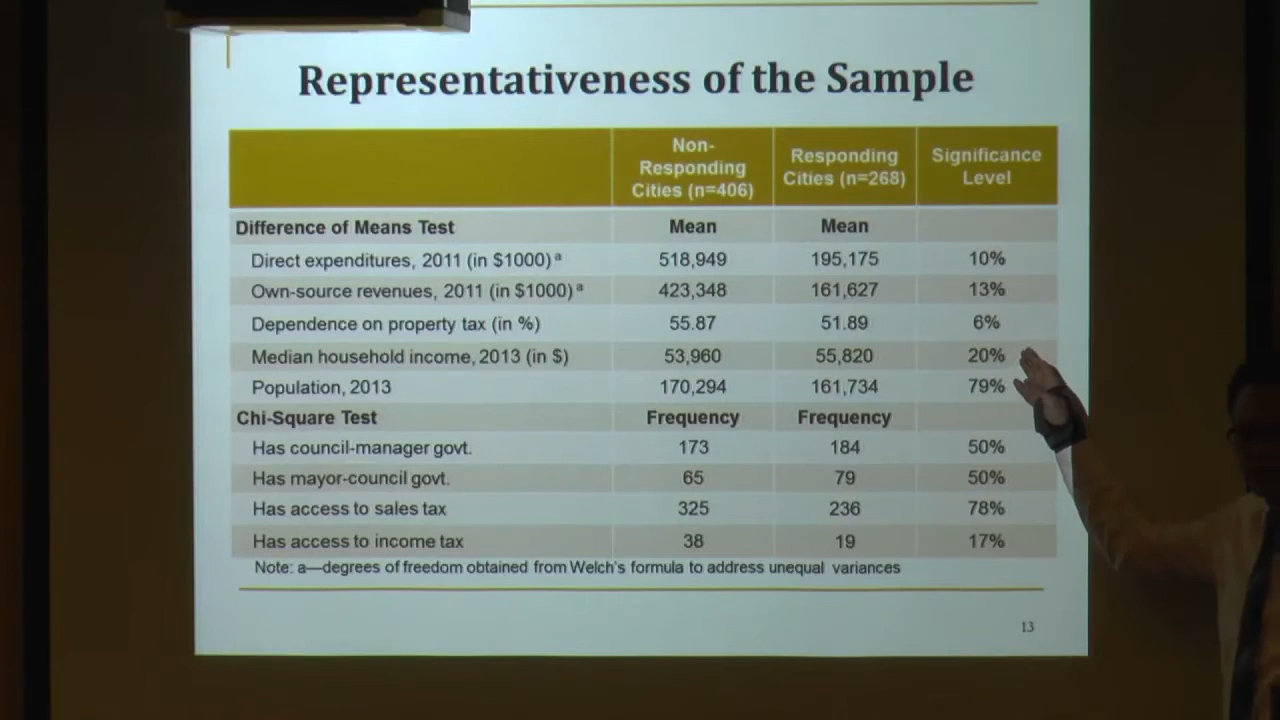 Representativeness of the Sample
Non-
Responding
Cities (n=406)
Responding
Cities (n=268)
Significance
Level
Difference of Means Test Mean Mean
Direct expenditures, 2011 (in $1000) a 518,949 195,175 10%
Own-source revenues, 2011 (in $1000) a 423,348 161,627 13%
Dependence on property tax (in %) 55.87 51.89 6%
Median household income, 2013 (in $) 53,960 55,820 20%
Population, 2013 170,294 161,734 79%
Chi-Square Test Frequency Frequency
Has council-manager govt. 173 184 50%
Has mayor-council govt. 65 79 50%
Has access to sales tax 325 236 78%
Has access to income tax 38 19 17%
Note: a—degrees of freedom obtained from Welch's formula to address unequal variances
13